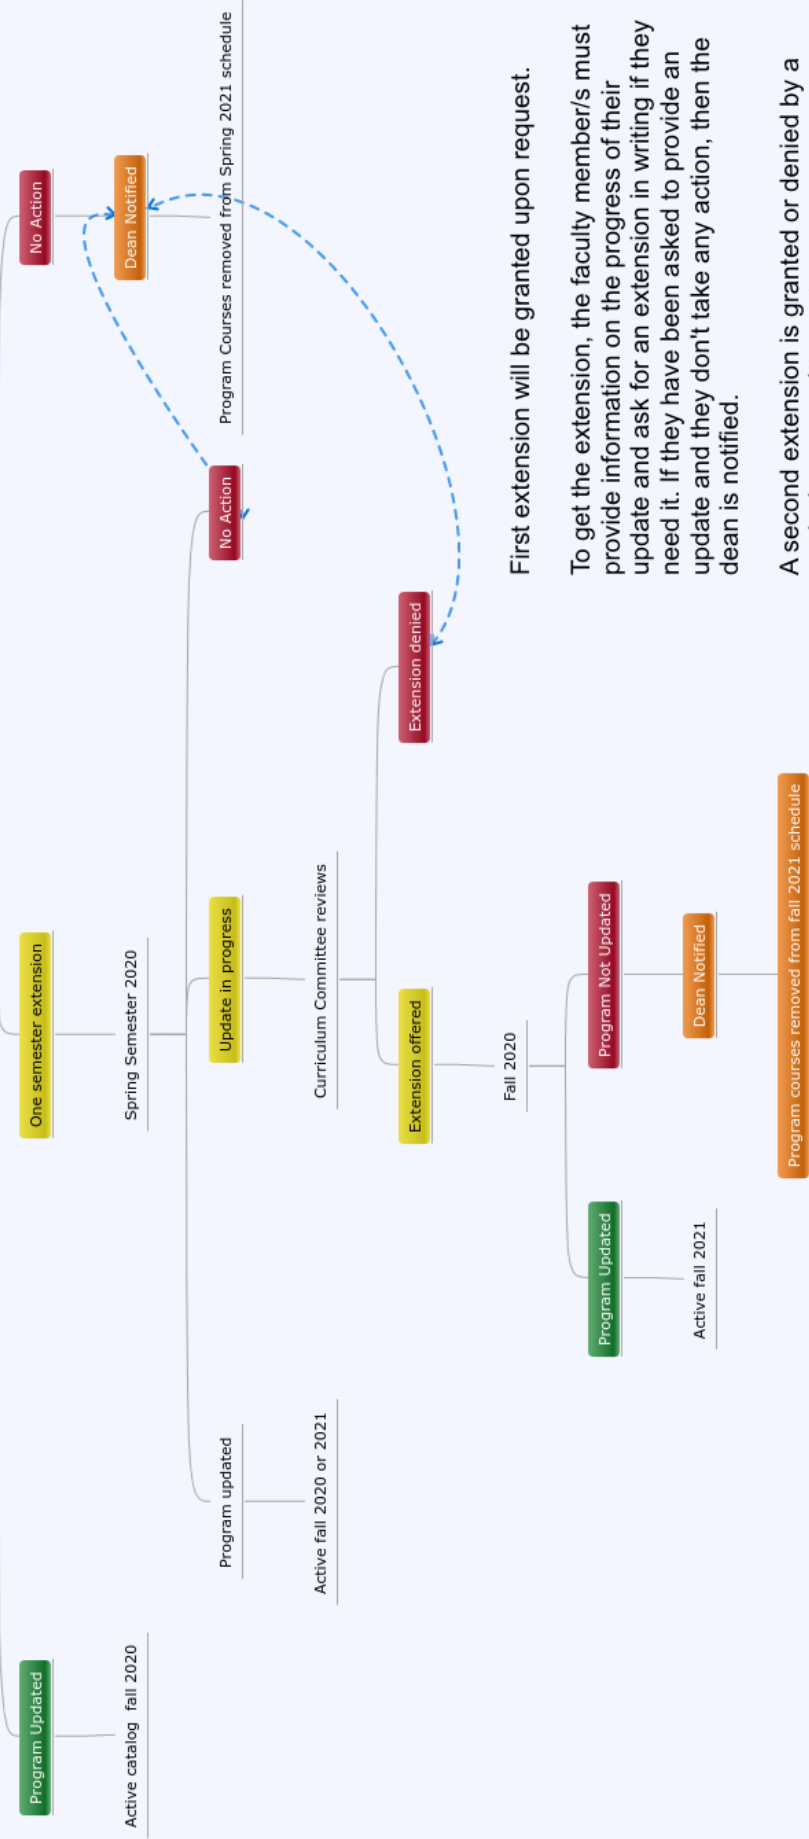 Program Updated
One semester extension
No Action
Active catalog fall 2020
Spring Semester 2020
Dean Notified
Program updated
Update in progress
No Action
Program Courses removed from Spring 2021 schedule
Active fall 2020 or 2021
Curriculum Committee reviews
Extension offered
Extension denied
Fall 2020
Program Updated
Program Not Updated
Active fall 2021
Dean Notified
Program courses removed from fall 2021 schedule
First extension will be granted upon request.
To get the extension, the faculty member/s must
provide information on the progress of their
update and ask for an extension in writing if they
need it. If they have been asked to provide an
update and they don't take any action, then the
dean is notified.
A second extension is granted or denied by a